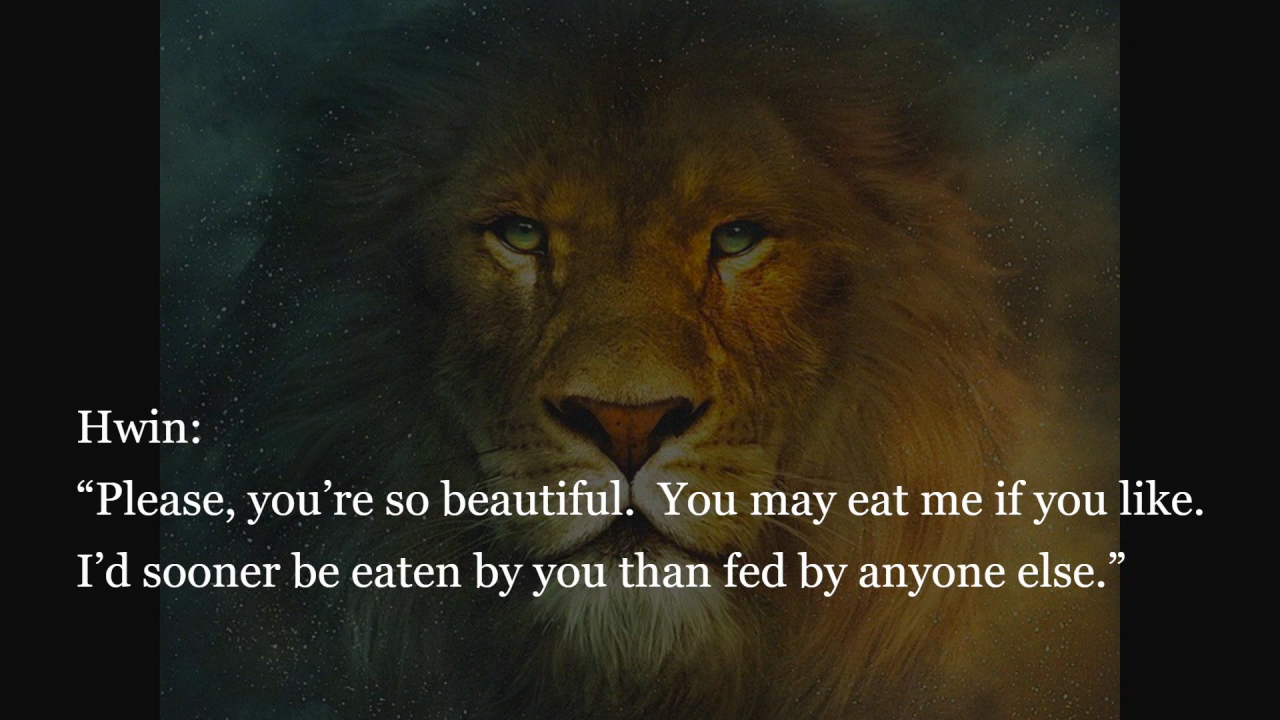 Hwin:
“Please, you’re so beautiful.  You may eat me if you like.
I’d sooner be eaten by you than fed by anyone else.”